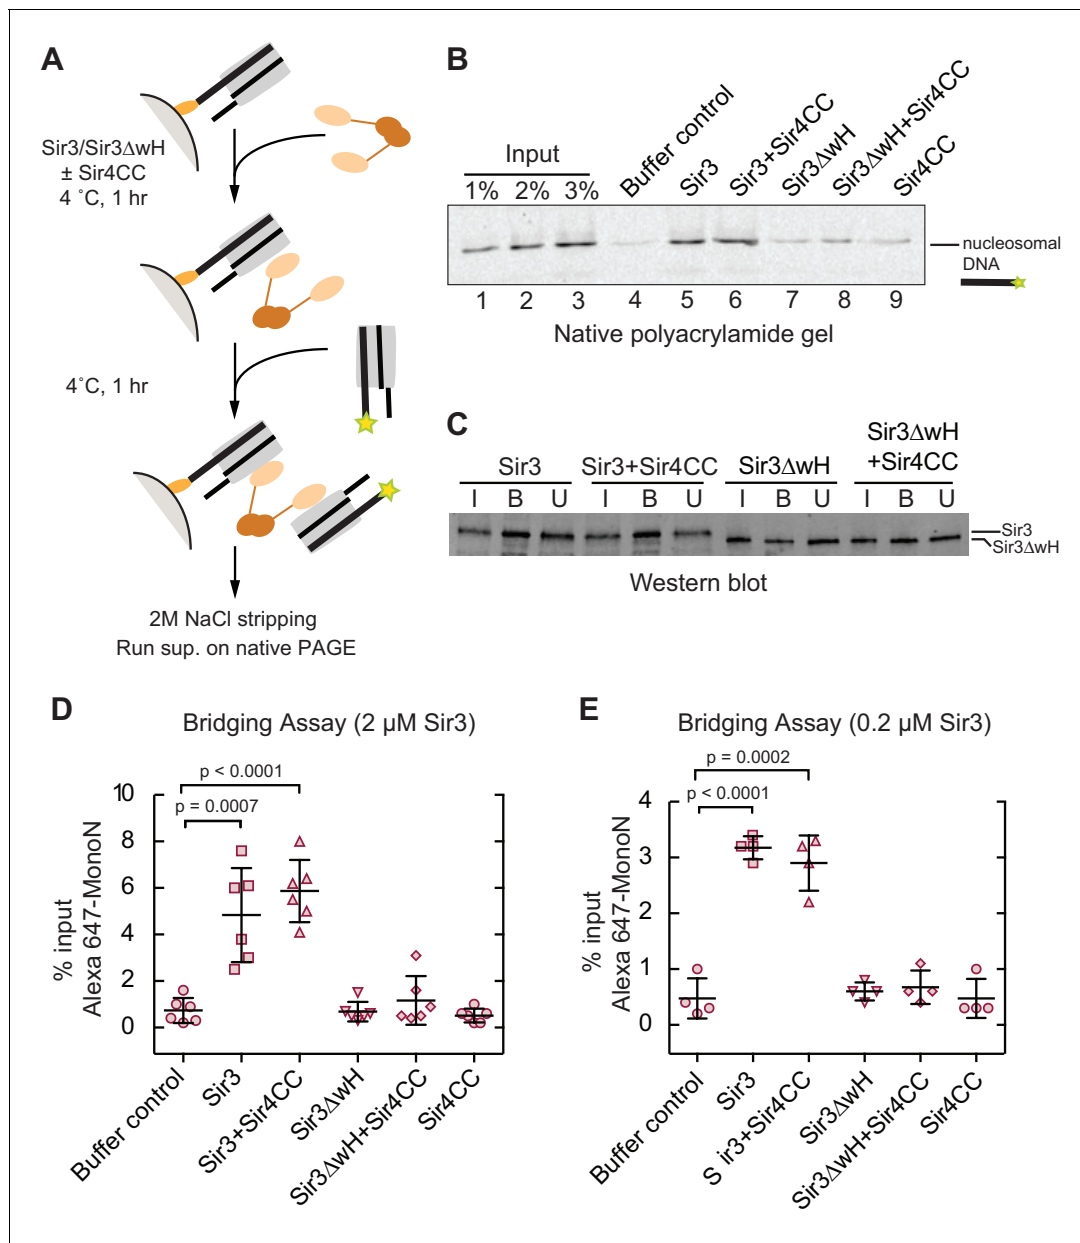 A
Sir3/Sir3ΔwH
± Sir4CC
4 ˚C, 1 hr
4˚C, 1 hr
2M NaCl stripping
Run sup. on native PAGE
B
Input
1% 2% 3%
Buffer control
Sir3
Sir3+Sir4CC
Sir3ΔwH
Sir3ΔwH+Sir4CC
Sir4CC
nucleosomal
DNA
1 2 3 4 5 6 7 8 9
Native polyacrylamide gel
C
Sir3 Sir3+Sir4CC Sir3ΔwH Sir3ΔwH
+Sir4CC
I B U I B U I B U I B U
Sir3
Sir3ΔwH
Western blot
D
Bridging Assay (2 µM Sir3)
p < 0.0001
p = 0.0007
% input
Alexa 647-MonoN
10
8
6
4
2
0
Buffer control
Sir3
Sir3+Sir4CC
Sir3ΔwH
Sir3ΔwH+Sir4CC
Sir4CC
E
Bridging Assay (0.2 µM Sir3)
p = 0.0002
p < 0.0001
% input
Alexa 647-MonoN
4
3
2
1
0
Buffer control
Sir3
S ir3+Sir4CC
Sir3ΔwH
Sir3ΔwH+Sir4CC
Sir4CC